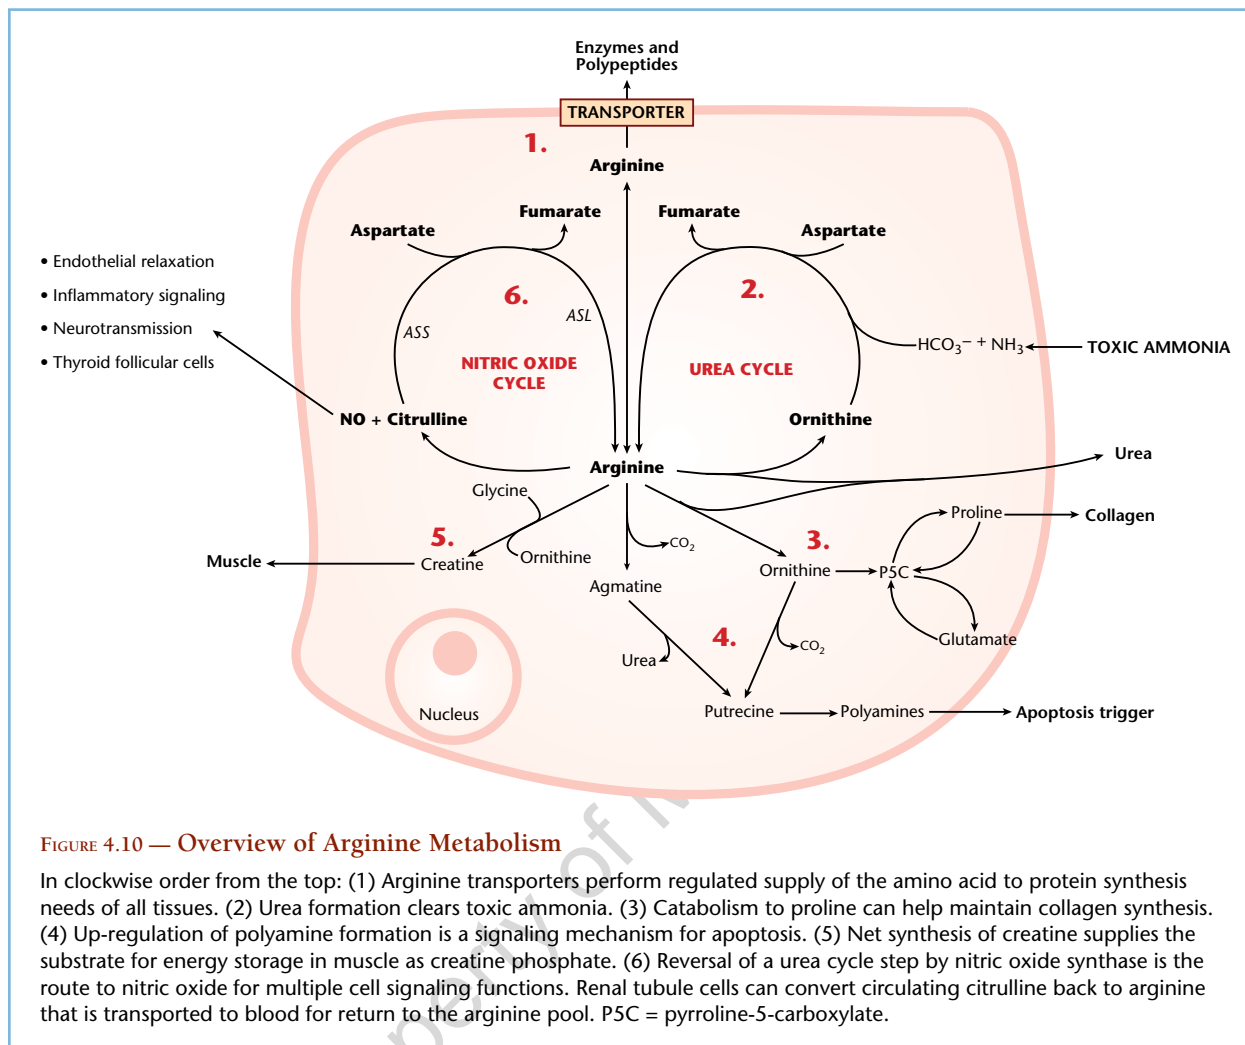 Enzymes and
Polypeptides
TRANSPORTER
1.
Arginine
Fumarate
Fumarate
Aspartate
Aspartate
• Endothelial relaxation
• Inflammatory signaling
• Neurotransmission
• Thyroid follicular cells
6.
2.
ASS
ASL
NITRIC OXIDE
CYCLE
UREA CYCLE
HCO₃⁻ + NH₃
TOXIC AMMONIA
NO + Citrulline
Ornithine
Arginine
Urea
Glycine
Proline
Collagen
5.
3.
CO₂
Muscle
Creatine
Ornithine
Ornithine
P5C
Agmatine
4.
Glutamate
CO₂
Urea
Nucleus
Putrecine
Polyamines
Apoptosis trigger
FIGURE 4.10 — Overview of Arginine Metabolism
In clockwise order from the top: (1) Arginine transporters perform regulated supply of the amino acid to protein synthesis
needs of all tissues. (2) Urea formation clears toxic ammonia. (3) Catabolism to proline can help maintain collagen synthesis.
(4) Up-regulation of polyamine formation is a signaling mechanism for apoptosis. (5) Net synthesis of creatine supplies the
substrate for energy storage in muscle as creatine phosphate. (6) Reversal of a urea cycle step by nitric oxide synthase is the
route to nitric oxide for multiple cell signaling functions. Renal tubule cells can convert circulating citrulline back to arginine
that is transported to blood for return to the arginine pool. P5C = pyrroline-5-carboxylate.
perty of